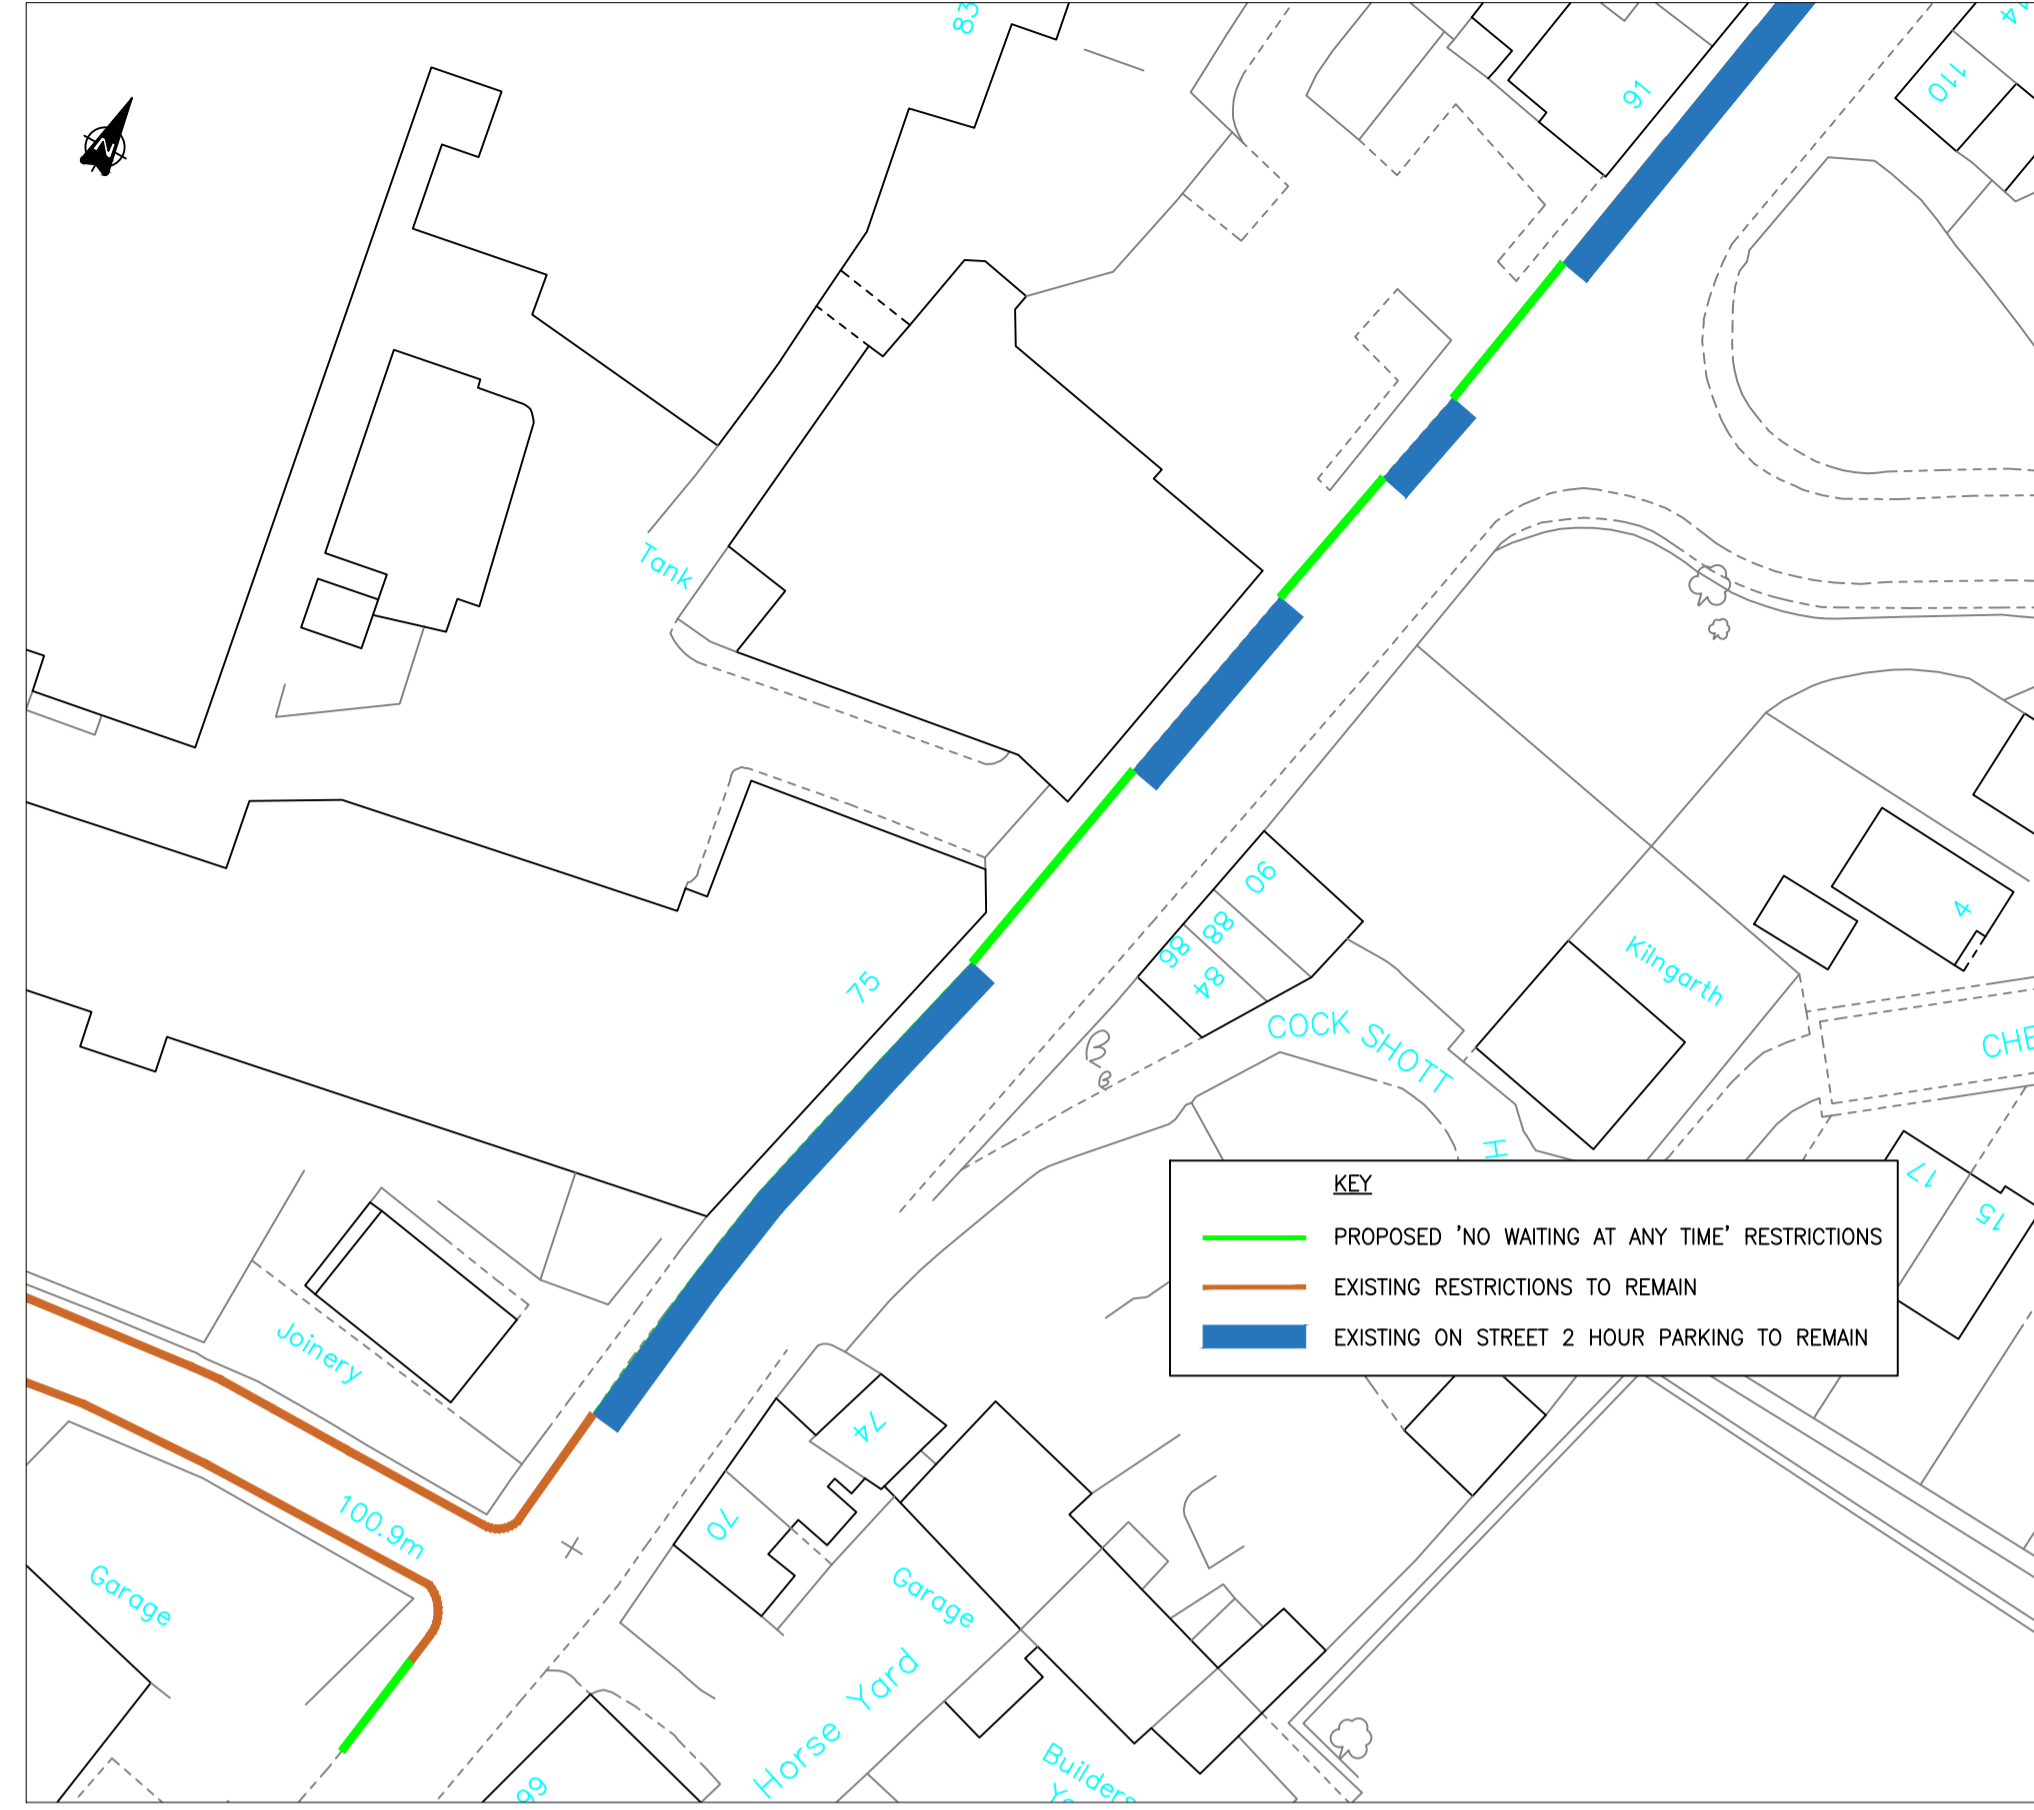 83
91
110
N
Tank
90
88
86
84
75
4
Kilngarth
COCK SHOTT
H
CHE
17
15
KEY
PROPOSED 'NO WAITING AT ANY TIME' RESTRICTIONS
EXISTING RESTRICTIONS TO REMAIN
EXISTING ON STREET 2 HOUR PARKING TO REMAIN
Joinery
74
70
100.9m
Garage
Garage
Horse Yard
Builders